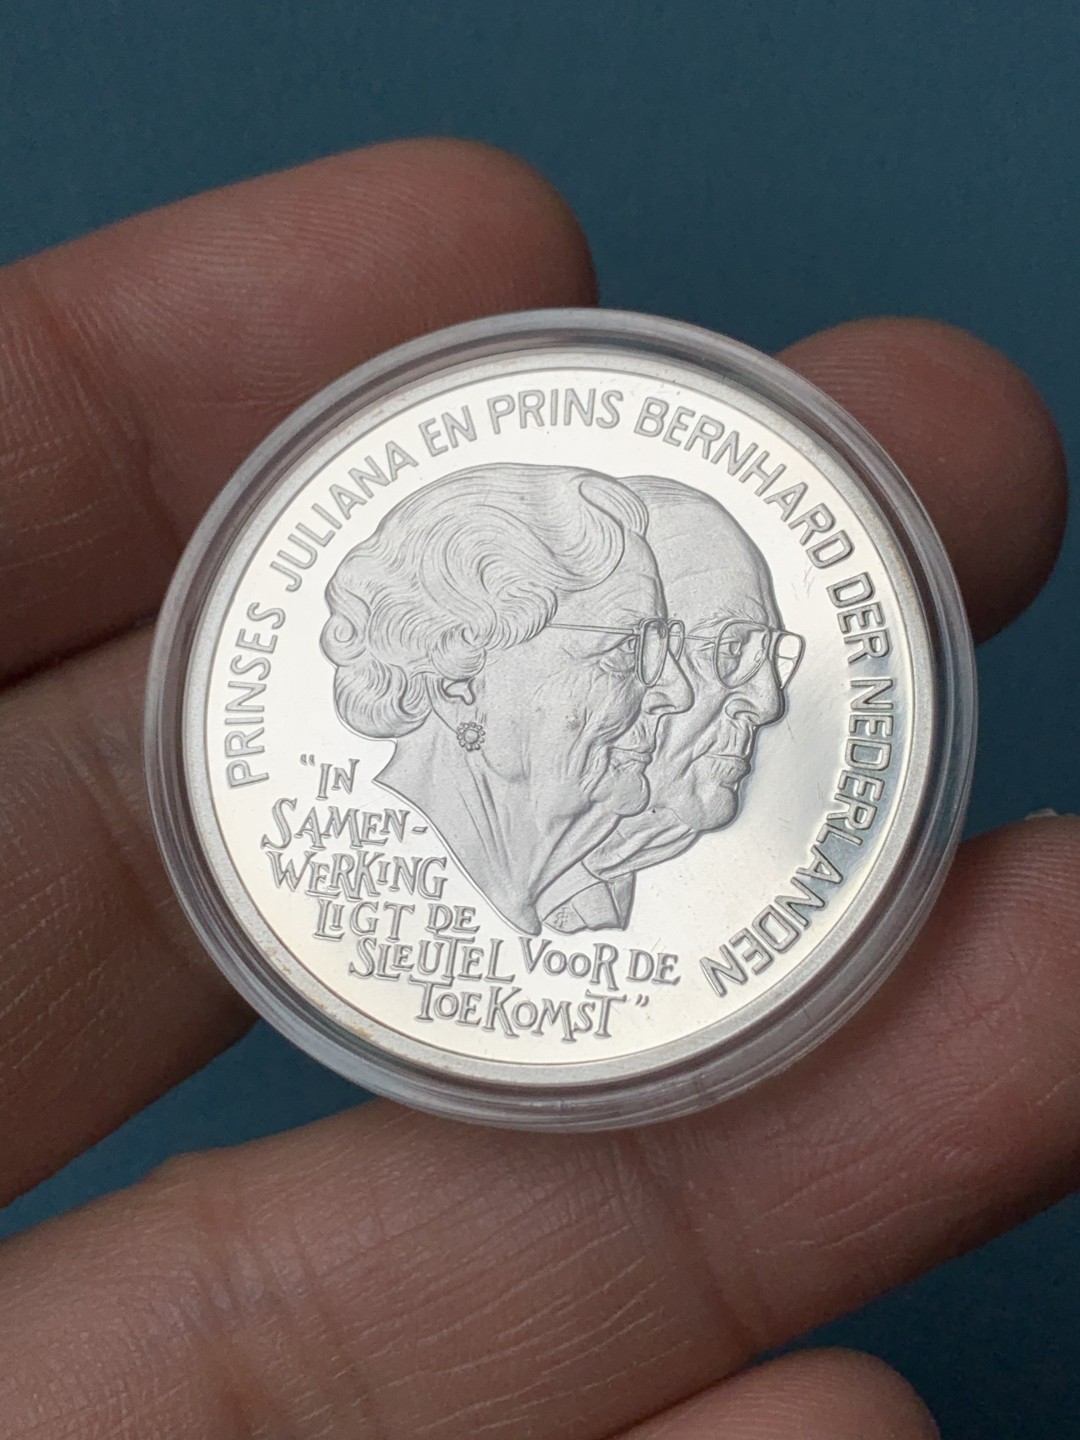 PRINSES JULIANA EN PRINS BERNHARD DER NEDERLANDEN
"IN
SAMEN-
WERKING
LIGT DE
SLEUTEL VOOR DE
TOEKOMST"